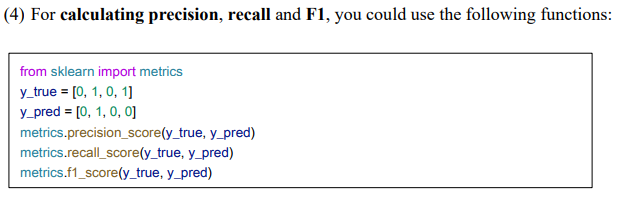 (4) For calculating precision, recall and F1, you could use the following functions:
from sklearn import metrics
y_true = [0, 1, 0, 1]
y_pred = [0, 1, 0, 0]
metrics.precision_score(y_true, y_pred)
metrics.recall_score(y_true, y_pred)
metrics.f1_score(y_true, y_pred)